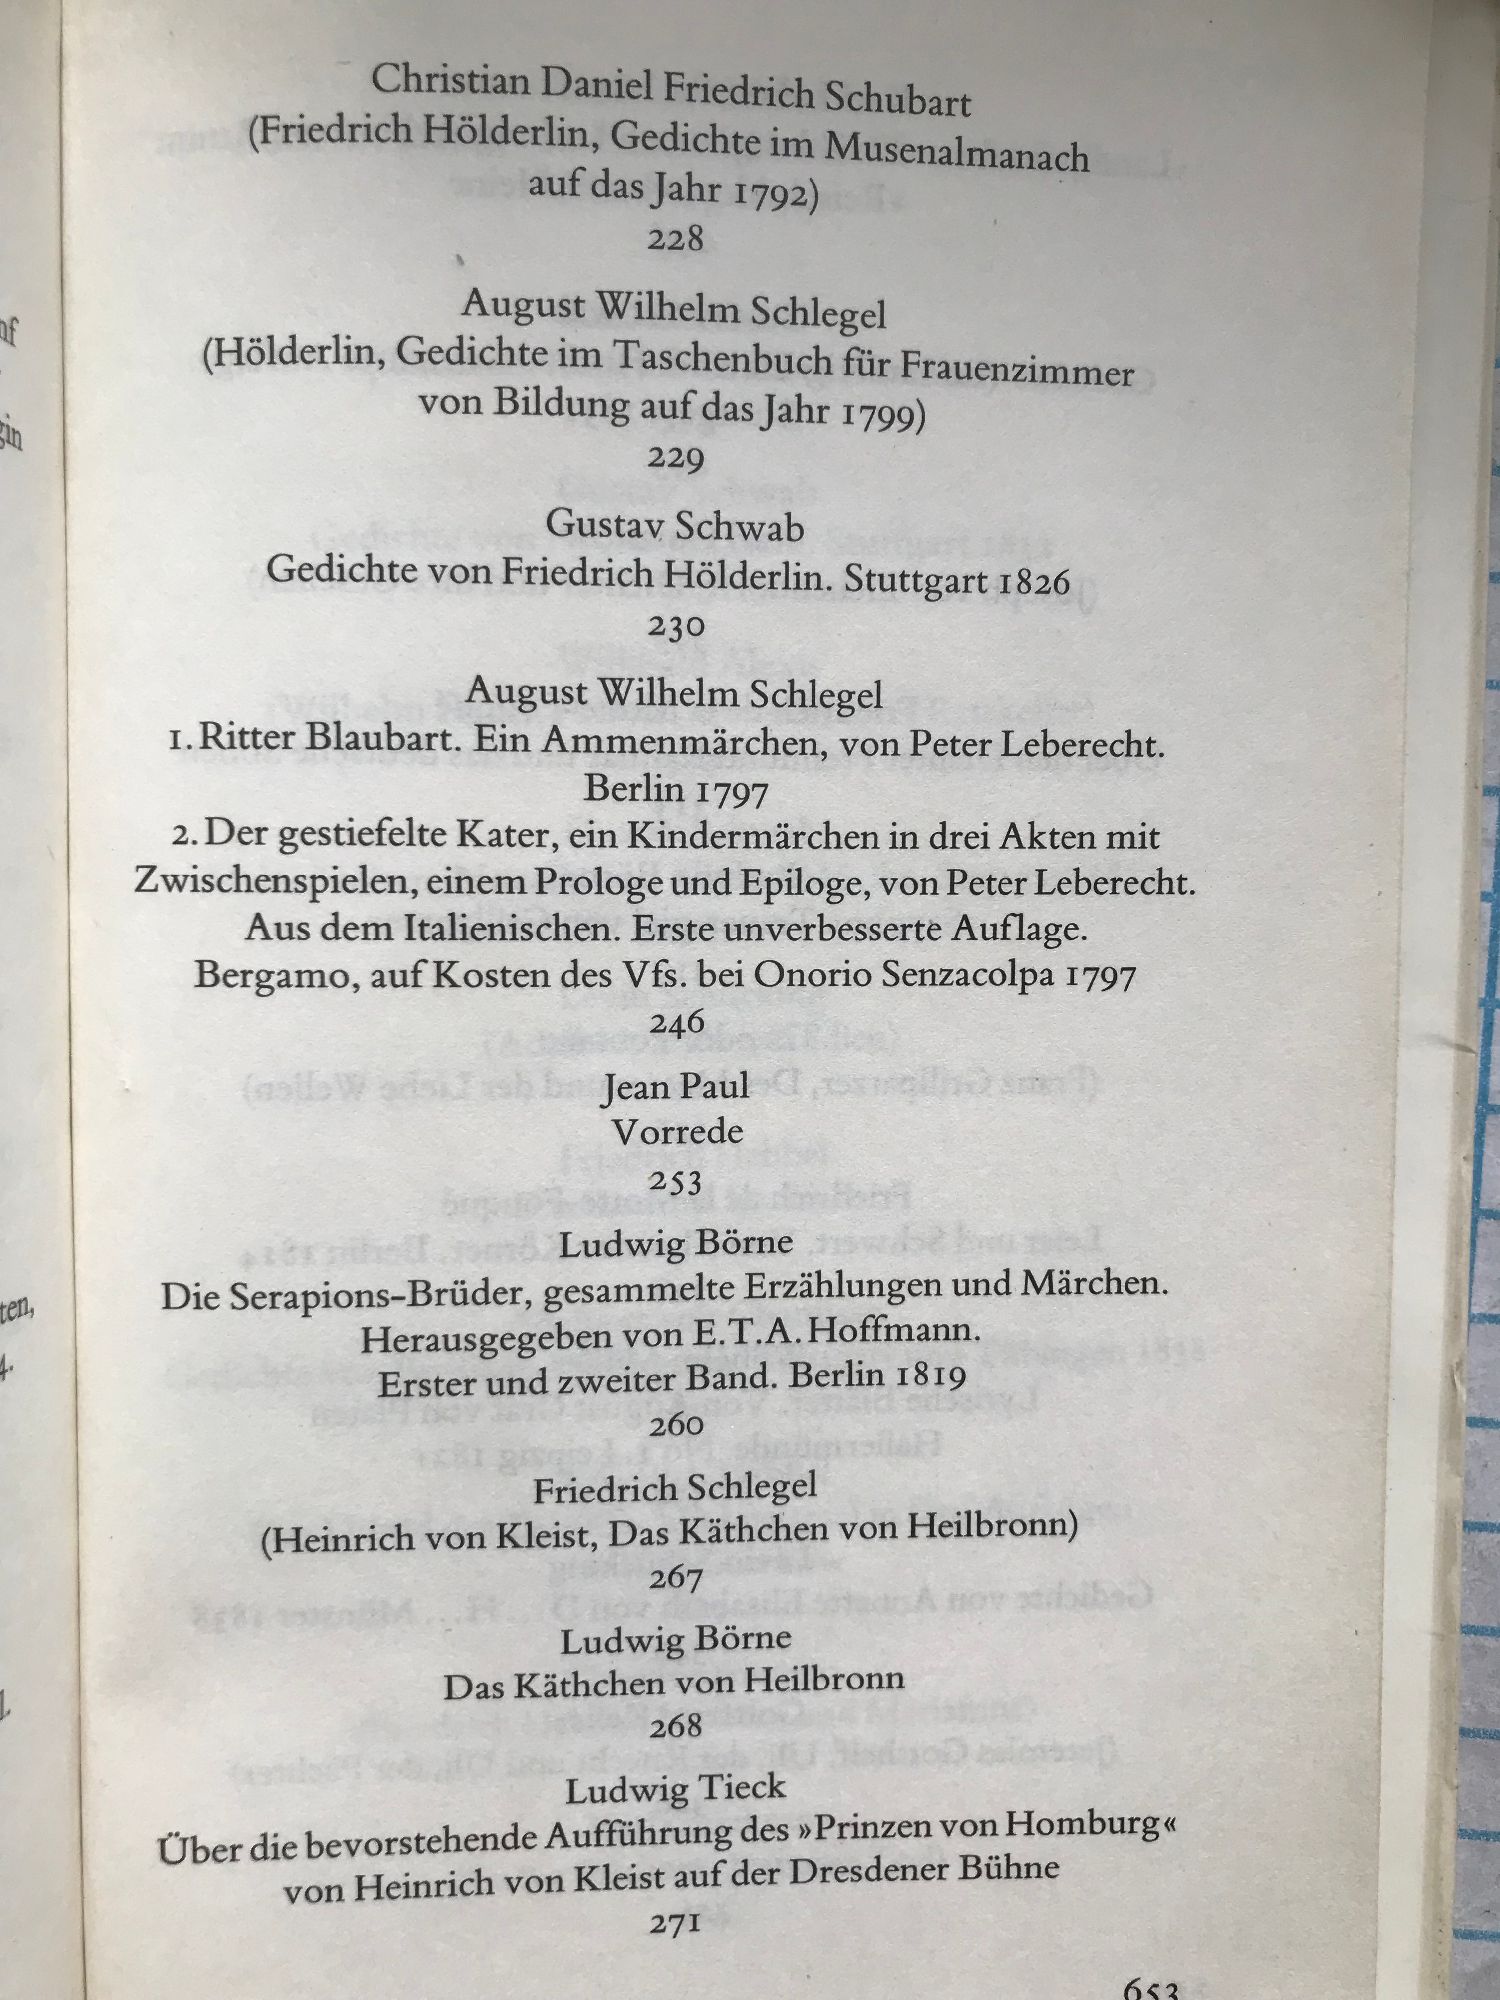 Christian Daniel Friedrich Schubart
(Friedrich Hölderlin, Gedichte im Musenalmanach
auf das Jahr 1792)
228
August Wilhelm Schlegel
(Hölderlin, Gedichte im Taschenbuch für Frauenzimmer
von Bildung auf das Jahr 1799)
229
Gustav Schwab
Gedichte von Friedrich Hölderlin. Stuttgart 1826
230
August Wilhelm Schlegel
1. Ritter Blaubart. Ein Ammenmärchen, von Peter Leberecht.
Berlin 1797
2. Der gestiefelte Kater, ein Kindermärchen in drei Akten mit
Zwischenspielen, einem Prologe und Epiloge, von Peter Leberecht.
Aus dem Italienischen. Erste unverbesserte Auflage.
Bergamo, auf Kosten des Vfs. bei Onorio Senzacolpa 1797
246
Jean Paul
Vorrede
253
Ludwig Börne
Die Serapions-Brüder, gesammelte Erzählungen und Märchen.
Herausgegeben von E.T.A. Hoffmann.
Erster und zweiter Band. Berlin 1819
260
Friedrich Schlegel
(Heinrich von Kleist, Das Käthchen von Heilbronn)
267
Ludwig Börne
Das Käthchen von Heilbronn
268
Ludwig Tieck
Über die bevorstehende Aufführung des »Prinzen von Homburg«
von Heinrich von Kleist auf der Dresdener Bühne
271
653